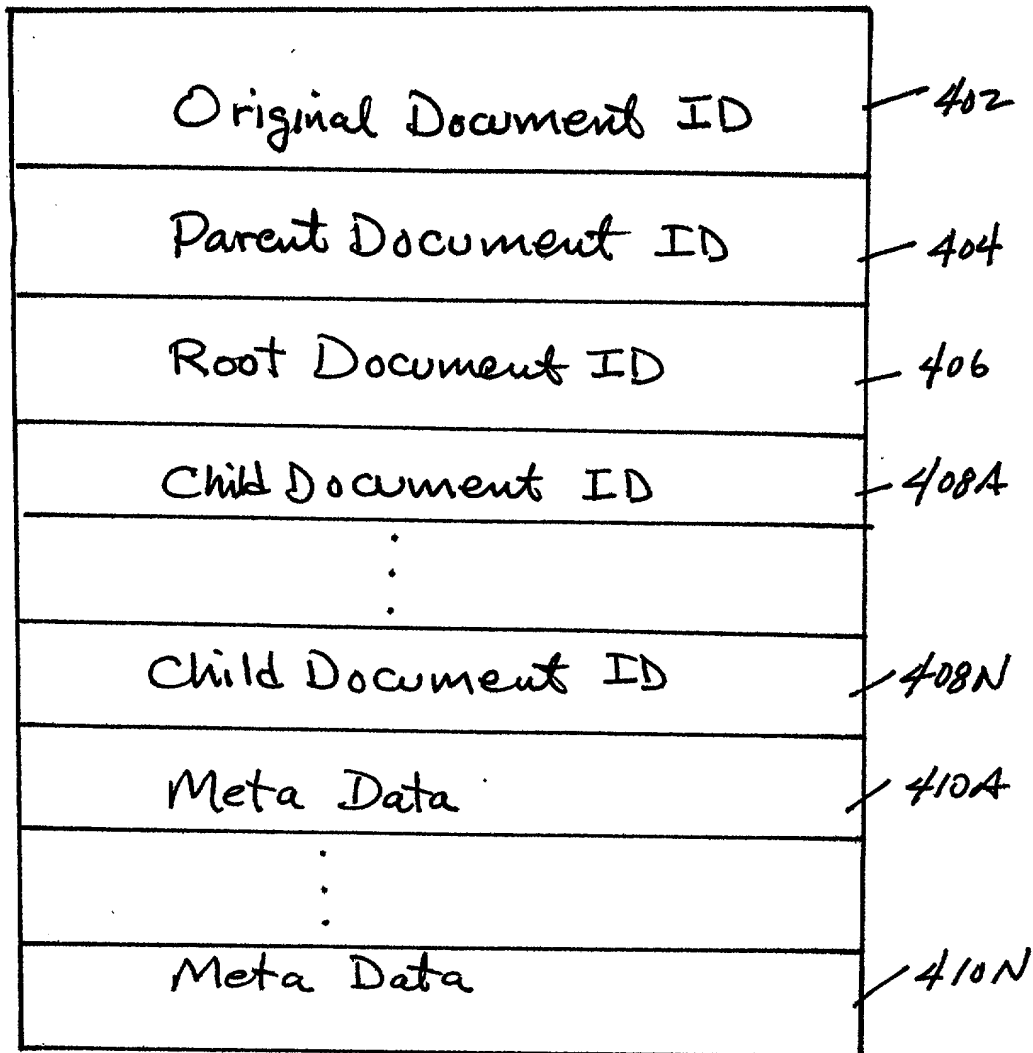 Original Document ID 402
Parent Document ID 404
Root Document ID 406
Child Document ID 408A
Child Document ID 408N
Meta Data 410A
Meta Data 410N